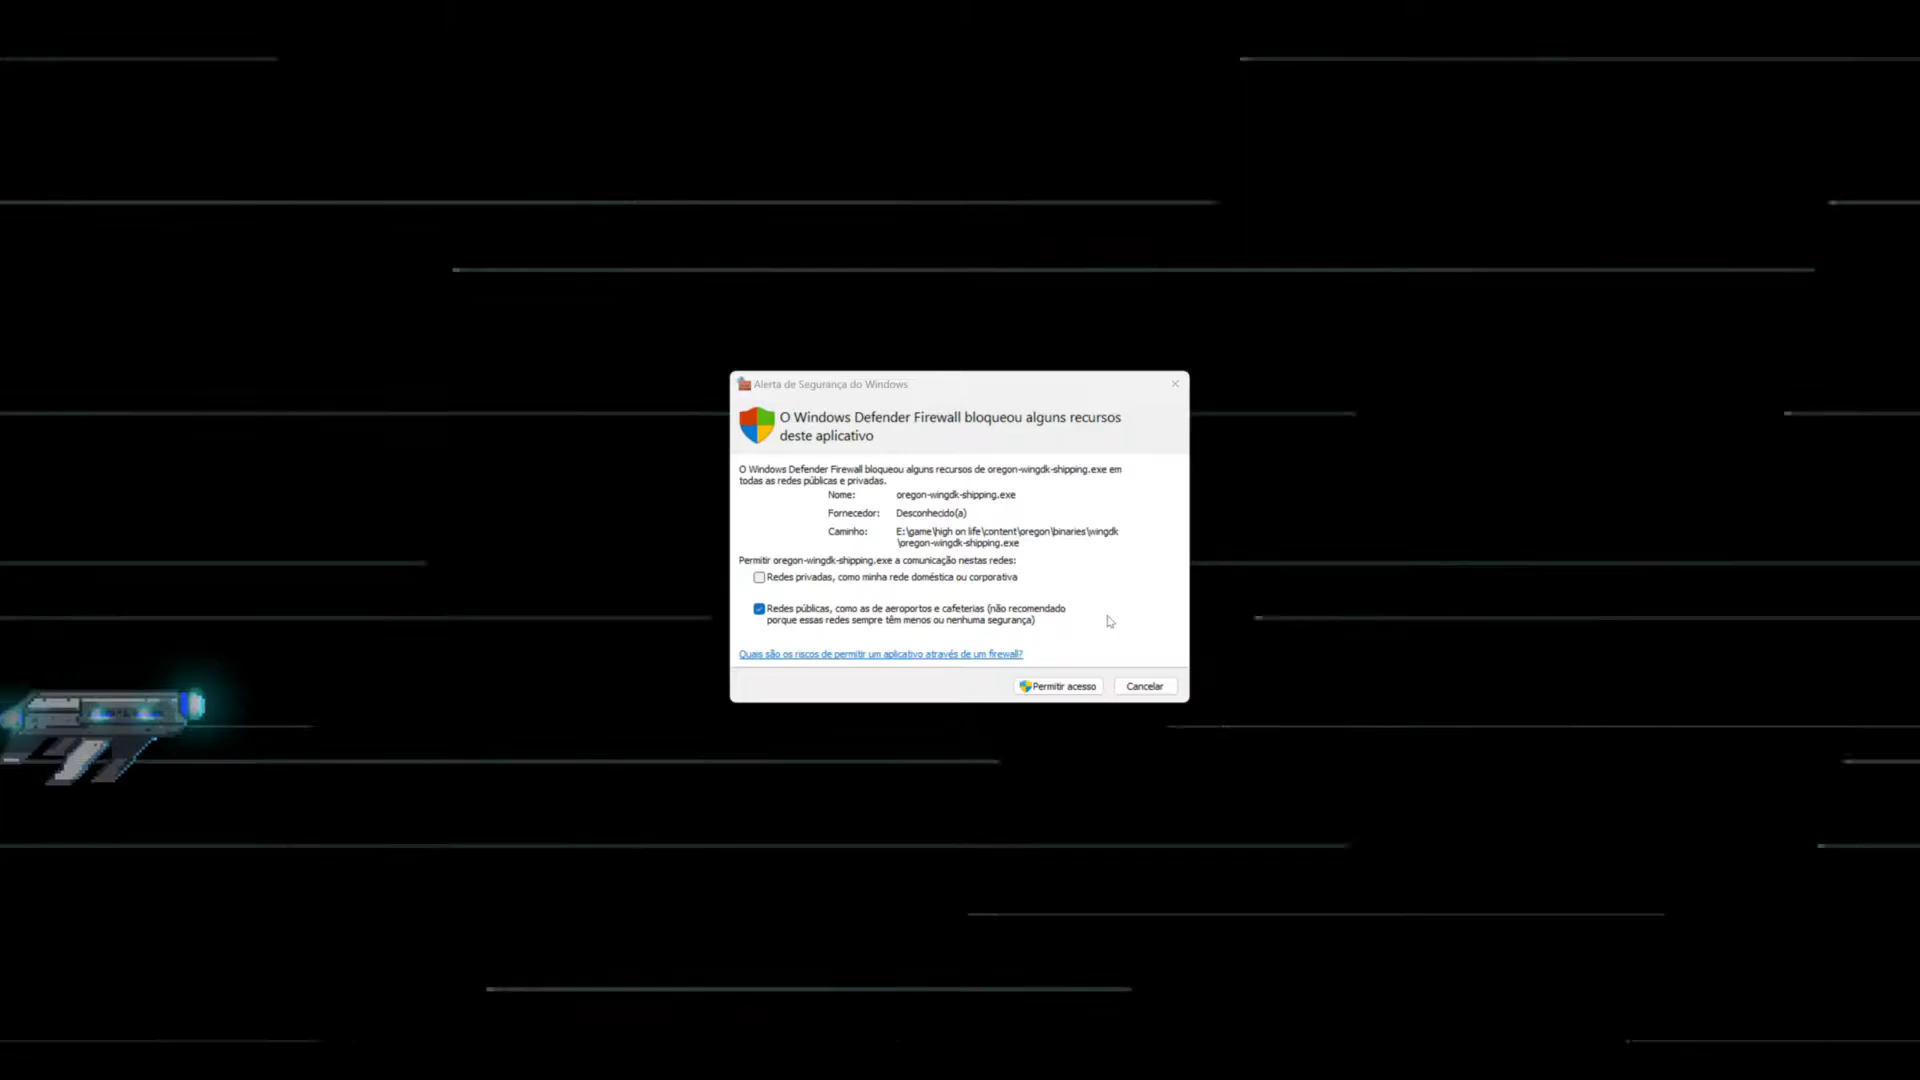 Alerta de Segurança do Windows
O Windows Defender Firewall bloqueou alguns recursos
deste aplicativo
O Windows Defender Firewall bloqueou alguns recursos de oregon-wingdk-shipping.exe em
todas as redes públicas e privadas.
Nome: oregon-wingdk-shipping.exe
Fornecedor: Desconhecido(a)
Caminho: E:\game\high on life\content\oregon\binaries\wingdk
\oregon-wingdk-shipping.exe
Permitir oregon-wingdk-shipping.exe a comunicação nestas redes:
Redes privadas, como minha rede doméstica ou corporativa
Redes públicas, como as de aeroportos e cafeterias (não recomendado
porque essas redes sempre têm menos ou nenhuma segurança)
Quais são os riscos de permitir um aplicativo através de um firewall?
Permitir acesso Cancelar